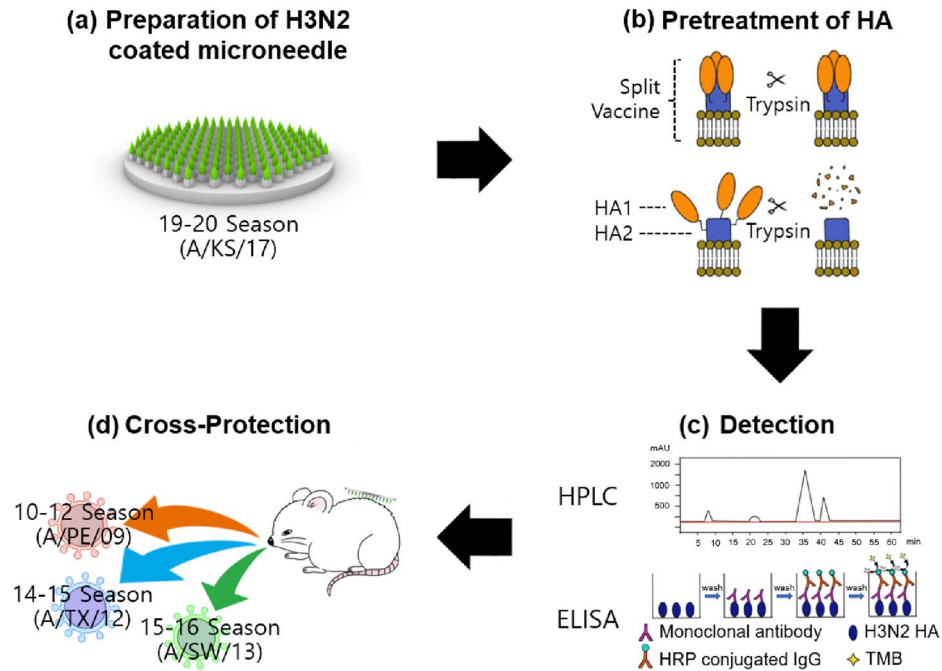 (a) Preparation of H3N2
coated microneedle
19-20 Season
(A/KS/17)
(b) Pretreatment of HA
Split
Vaccine
Trypsin
HA1
HA2
Trypsin
(c) Detection
HPLC
mAU
2000
1000
500
5 10 15 20 25 30 35 40 45 50 55 60 min
ELISA
wash wash wash
Monoclonal antibody
H3N2 HA
HRP conjugated IgG
TMB
(d) Cross-Protection
10-12 Season
(A/PE/09)
14-15 Season
(A/TX/12)
15-16 Season
(A/SW/13)